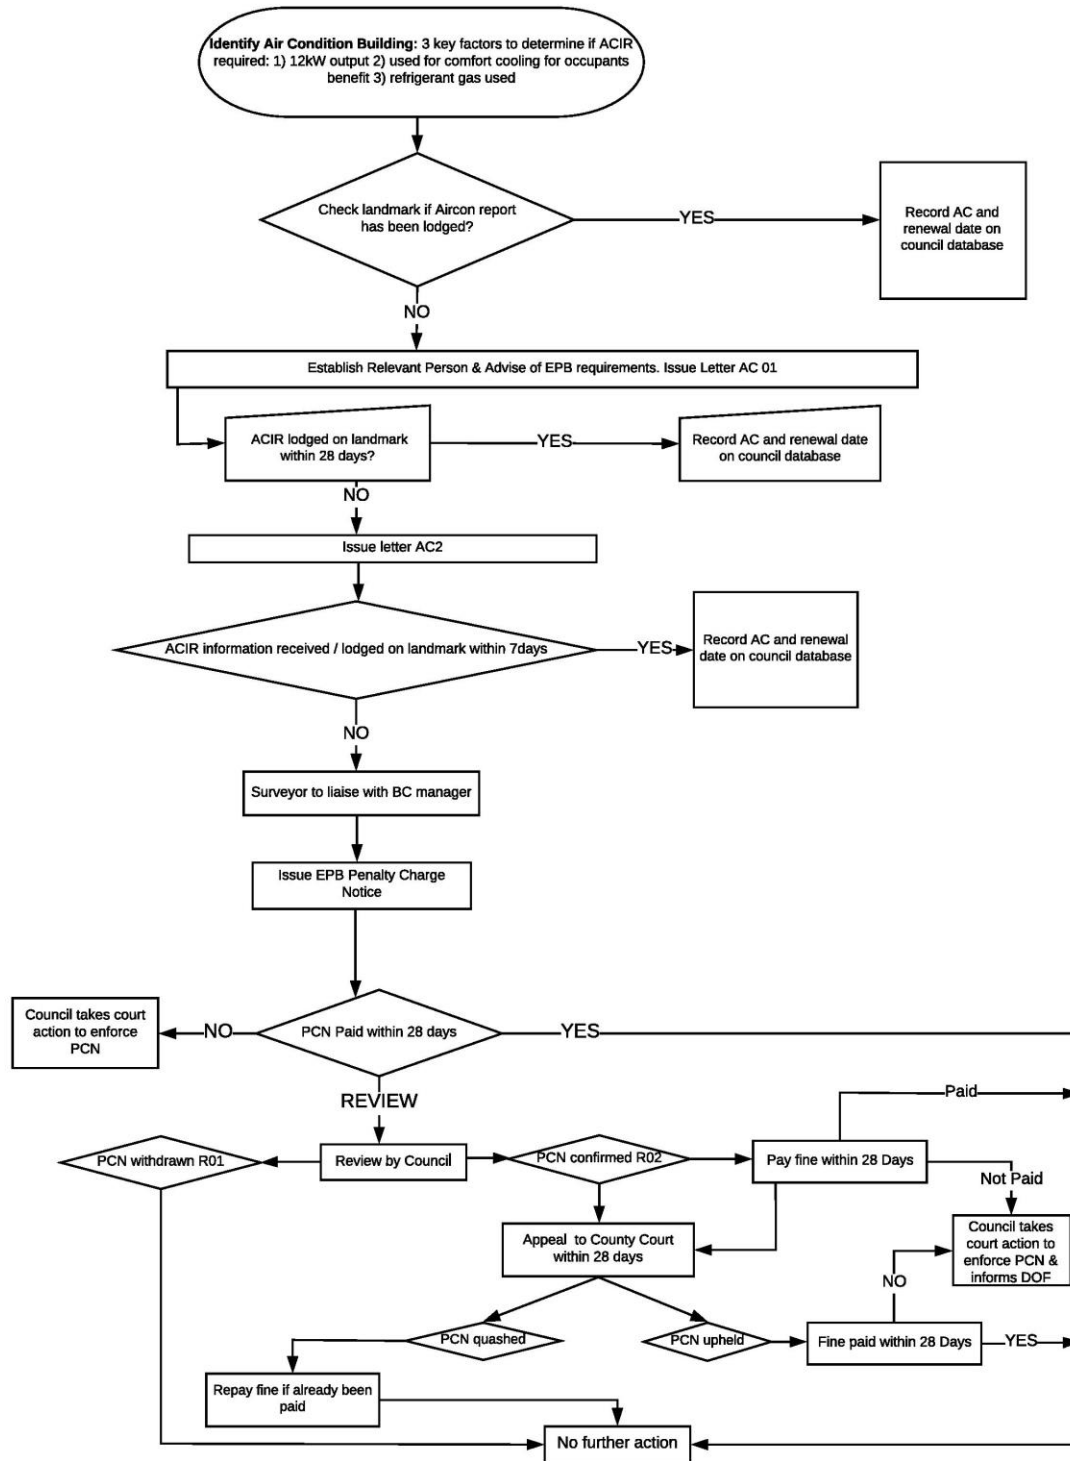 Identify Air Condition Building: 3 key factors to determine if ACIR
required: 1) 12kW output 2) used for comfort cooling for occupants
benefit 3) refrigerant gas used
Check landmark if Aircon report
has been lodged?
YES
Record AC and
renewal date on
council database
NO
Establish Relevant Person & Advise of EPB requirements. Issue Letter AC 01
ACIR lodged on landmark
within 28 days?
YES
Record AC and renewal date
on council database
NO
Issue letter AC2
ACIR information received / lodged on landmark within 7days
YES
Record AC and renewal
date on council database
NO
Surveyor to liaise with BC manager
Issue EPB Penalty Charge
Notice
Council takes court
action to enforce
PCN
NO
PCN Paid within 28 days
YES
REVIEW
Paid
PCN withdrawn R01
Review by Council
PCN confirmed R02
Pay fine within 28 Days
Not Paid
Appeal to County Court
within 28 days
Council takes
court action to
enforce PCN &
informs DOF
NO
PCN quashed
PCN upheld
Fine paid within 28 Days
YES
Repay fine if already been
paid
No further action